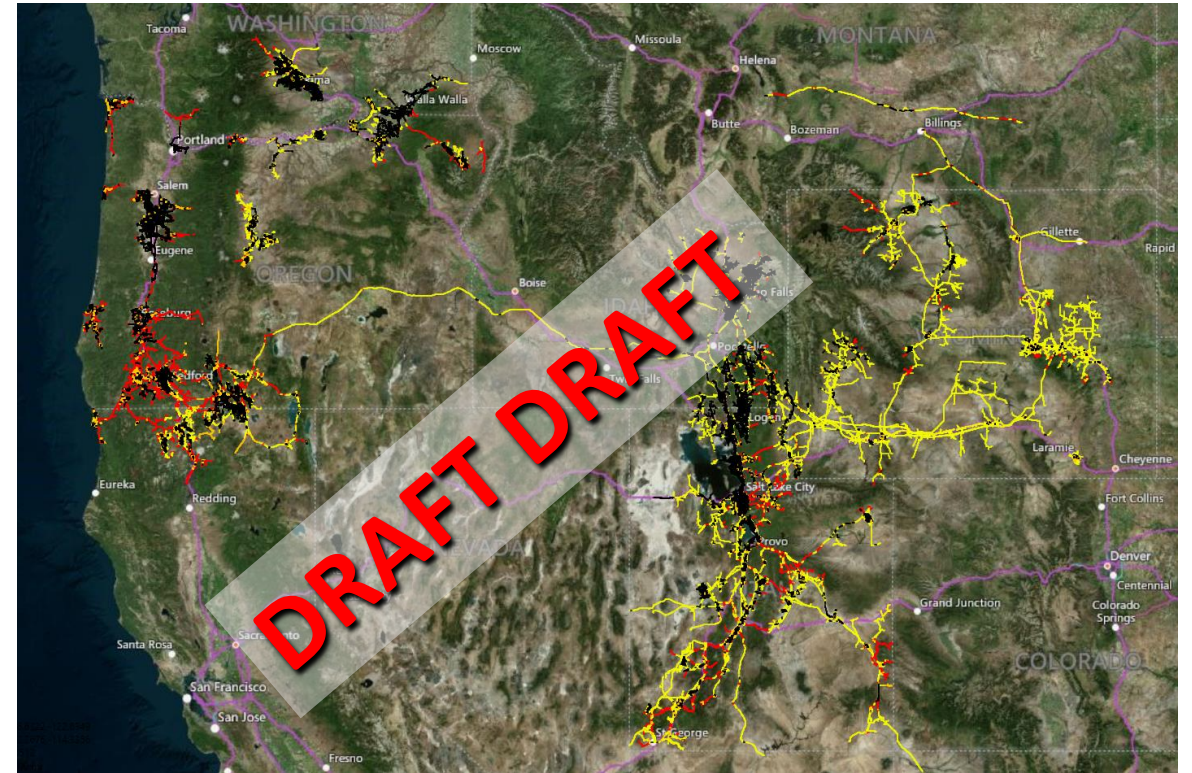 WASHINGTON
Tacoma
Moscow
Missoula
MONTANA
Helena
Walla Walla
Portland
Butte
Bozeman
Billings
Salem
Eugene
OREGON
Boise
Gillette
Rapid
Falls
Logan
Laramie
Cheyenne
Eureka
Redding
Salt Lake City
Fort Collins
Provo
Denver
Centennial
Grand Junction
Colorado
Springs
COLORADO
Santa Rosa
San Francisco
San Jose
St George
Fresno
DRAFT DRAFT